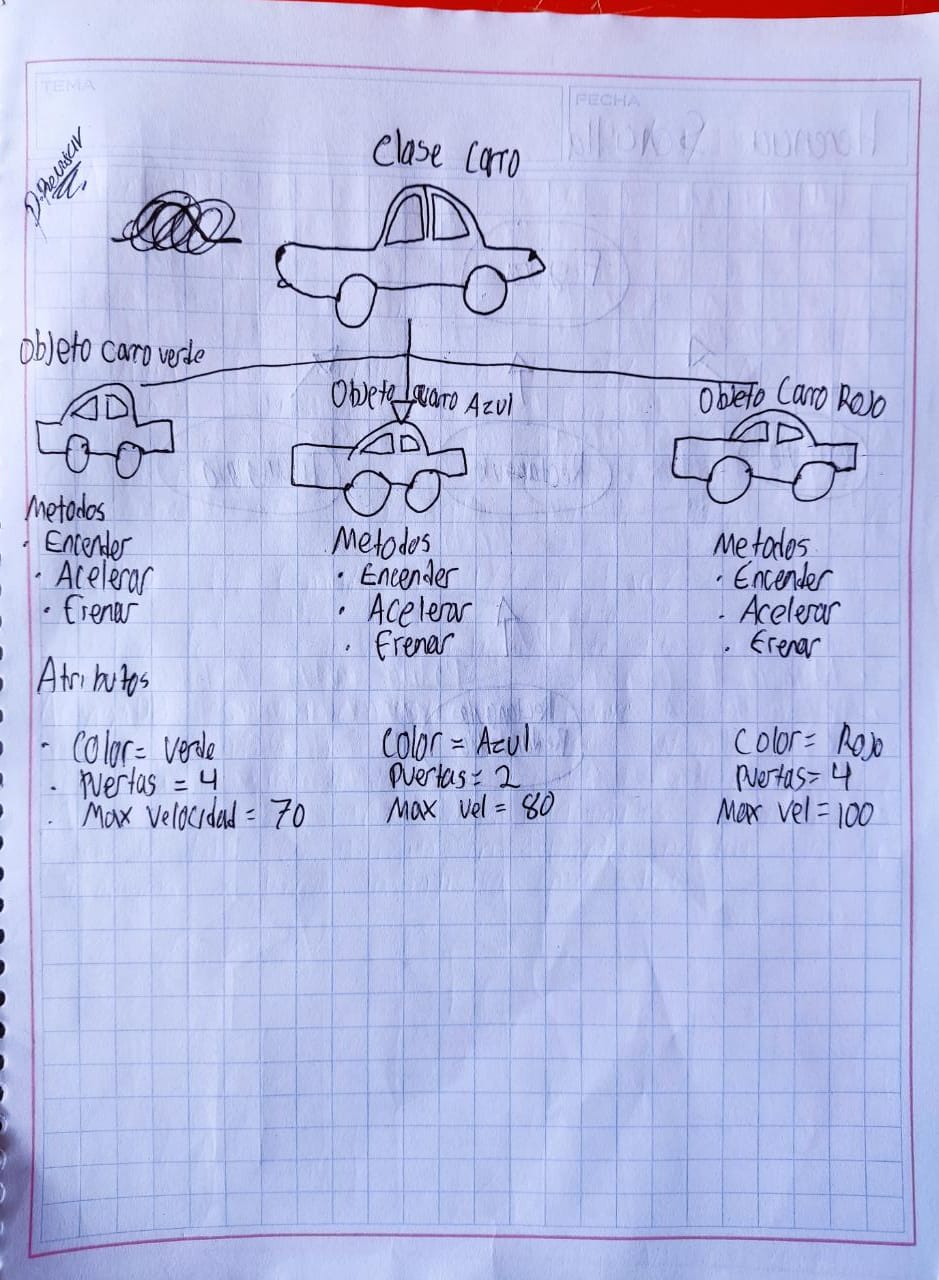 TEMA
FECHA
Clase Carro
Objeto Carro verde
Objeto Carro Azul
Objeto Carro Rojo
Metodos
· Encender
· Acelerar
· Frenar
Metodos
· Encender
· Acelerar
· Frenar
Metodos
· Encender
· Acelerar
· Frenar
Atributos
- Color = Verde
· Puertas = 4
· Max Velocidad = 70
Color = Azul
Puertas = 2
Max Vel = 80
Color = Rojo
Puertas = 4
Max Vel = 100